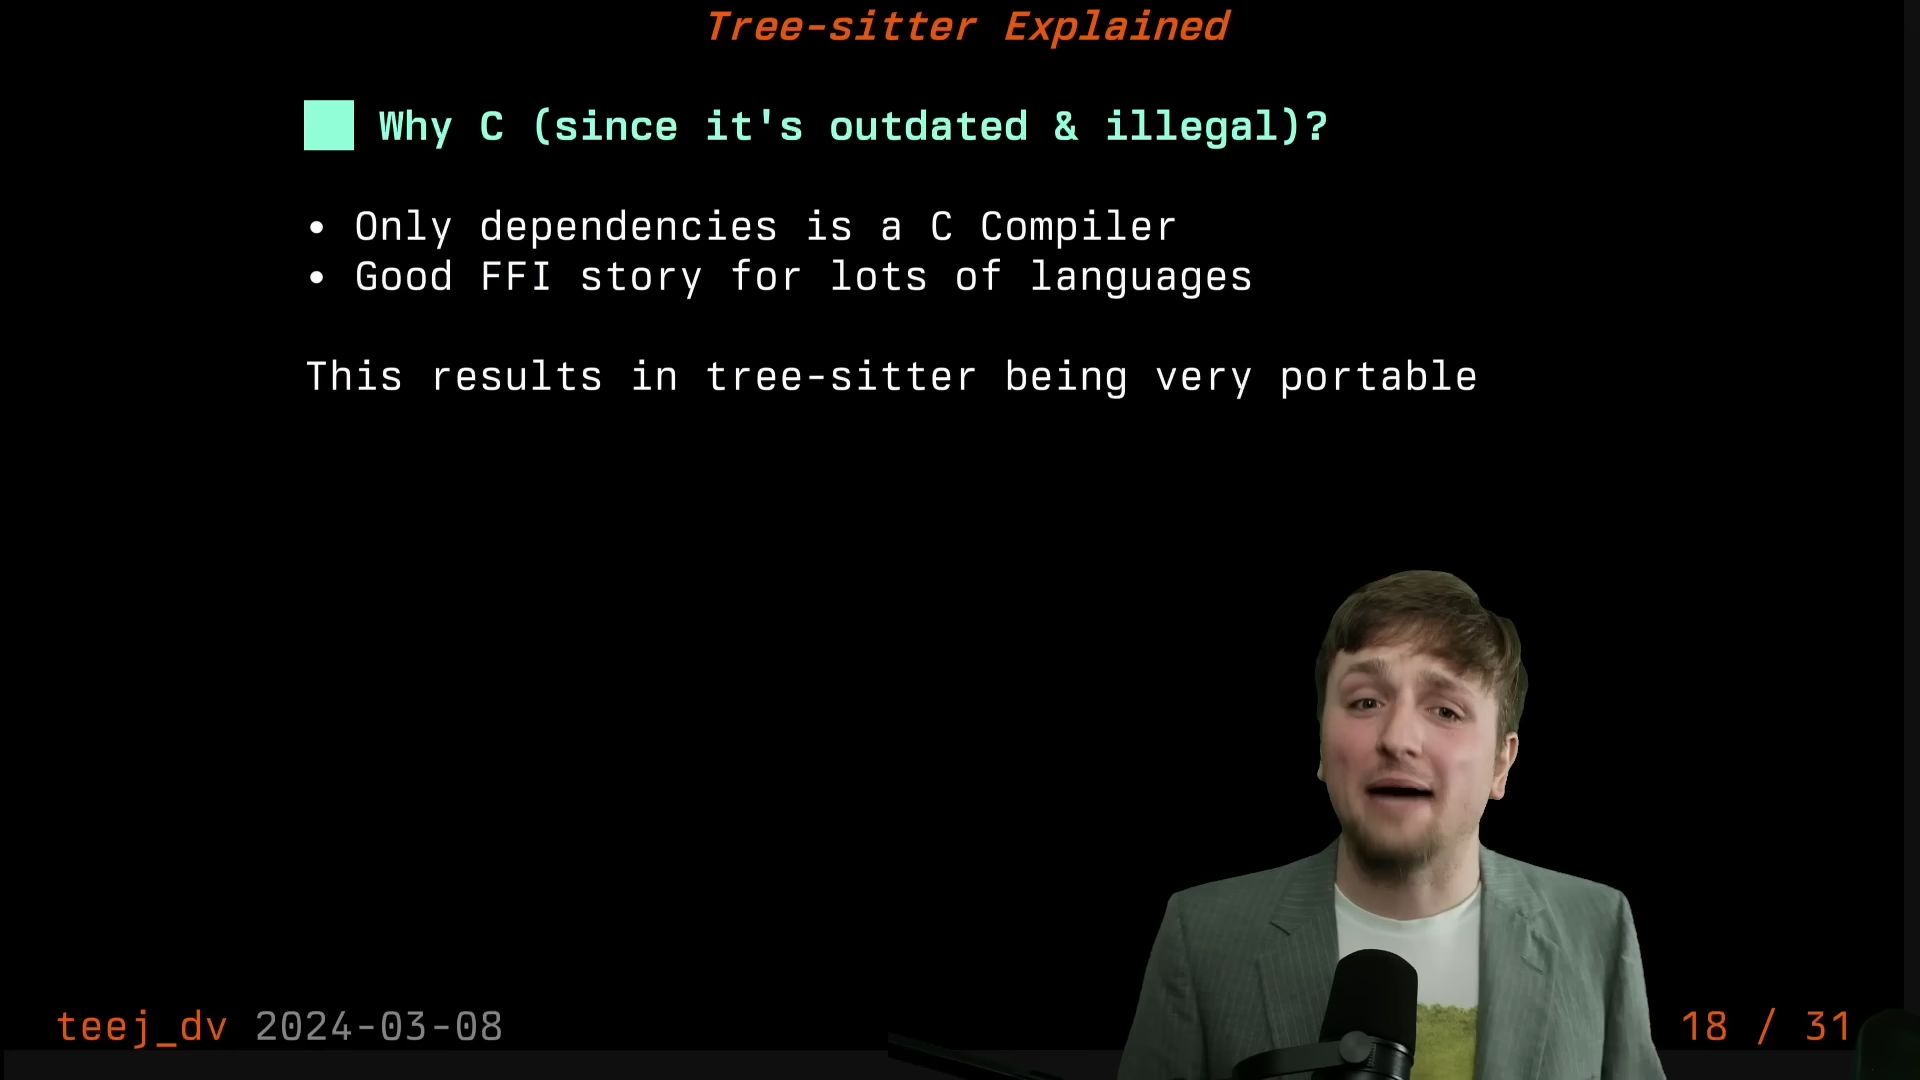 Tree-sitter Explained
Why C (since it's outdated & illegal)?
• Only dependencies is a C Compiler
• Good FFI story for lots of languages
This results in tree-sitter being very portable
teej_dv 2024-03-08
18 / 31